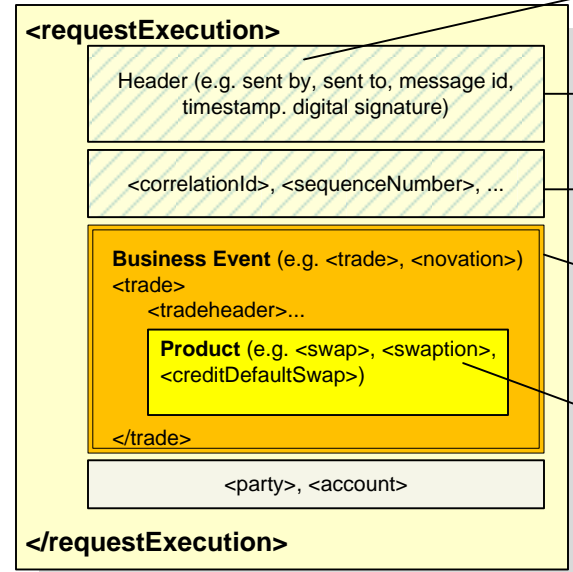 <requestExecution>
Header (e.g. sent by, sent to, message id,
timestamp. digital signature)
<correlationId>, <sequenceNumber>, ...
Business Event (e.g. <trade>, <novation>)
<trade>
<tradeheader>...
Product (e.g. <swap>, <swaption>,
<creditDefaultSwap>)
</trade>
<party>, <account>
</requestExecution>